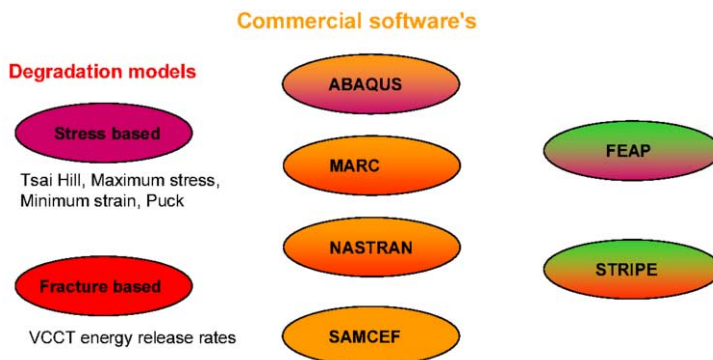 Commercial software's
Degradation models
Stress based
Tsai Hill, Maximum stress,
Minimum strain, Puck
Fracture based
VCCT energy release rates
ABAQUS
MARC
NASTRAN
SAMCEF
FEAP
STRIPE